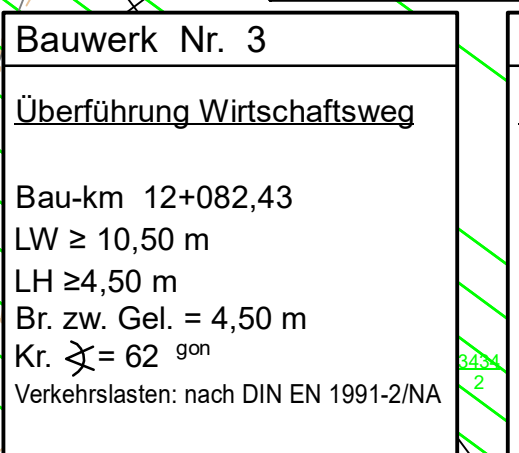 Bauwerk Nr. 3
Überführung Wirtschaftsweg
Bau-km 12+082,43
LW ≥ 10,50 m
LH ≥4,50 m
Br. zw. Gel. = 4,50 m
Kr. ∢= 62 gon
Verkehrslasten: nach DIN EN 1991-2/NA
3434
2